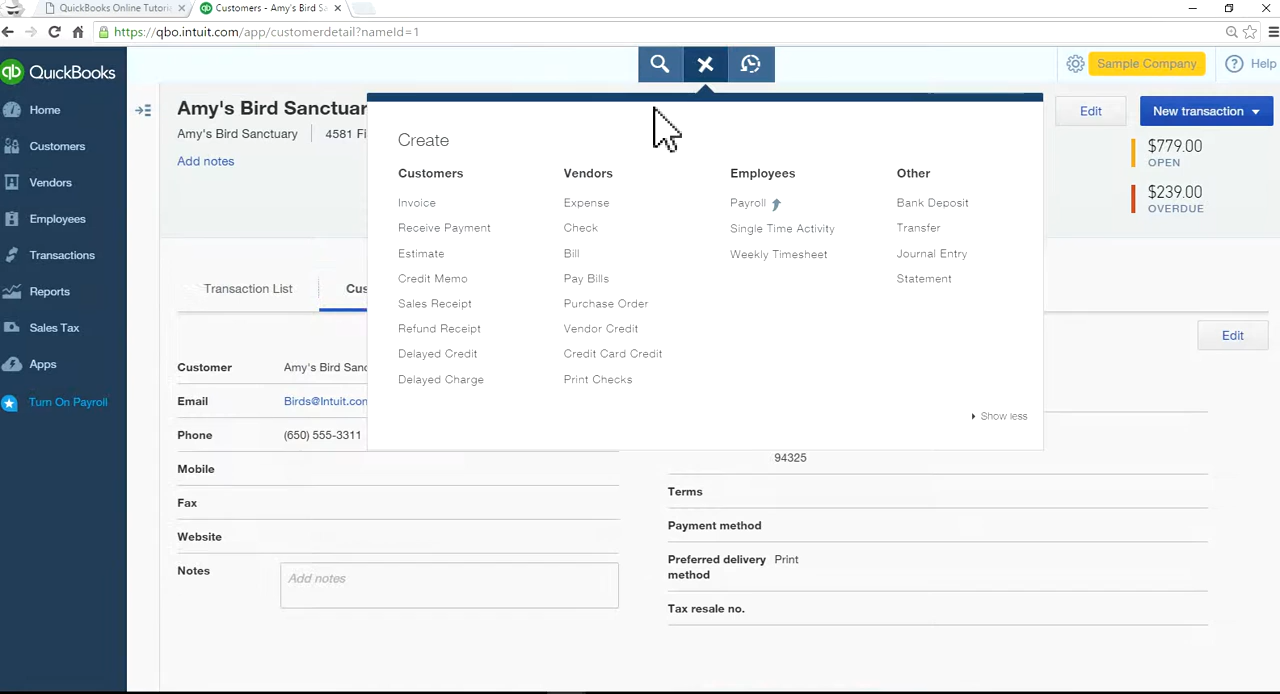 QuickBooks Online Tutori
Customers - Amy's Bird Sa
https://qbo.intuit.com/app/customerdetail?nameId=1
qb QuickBooks
Sample Company
Help
Home
Customers
Vendors
Employees
Transactions
Reports
Sales Tax
Apps
Turn On Payroll
Amy's Bird Sanctuar
Amy's Bird Sanctuary 4581 Fi
Add notes
Edit
New transaction
$779.00
OPEN
$239.00
OVERDUE
Create
Customers
Invoice
Receive Payment
Estimate
Credit Memo
Sales Receipt
Refund Receipt
Delayed Credit
Delayed Charge
Vendors
Expense
Check
Bill
Pay Bills
Purchase Order
Vendor Credit
Credit Card Credit
Print Checks
Employees
Payroll
Single Time Activity
Weekly Timesheet
Other
Bank Deposit
Transfer
Journal Entry
Statement
Show less
Transaction List
Cus
Edit
Customer Amy's Bird Sanc
Email Birds@Intuit.con
Phone (650) 555-3311
Mobile
Fax
Website
Notes Add notes
94325
Terms
Payment method
Preferred delivery Print
method
Tax resale no.